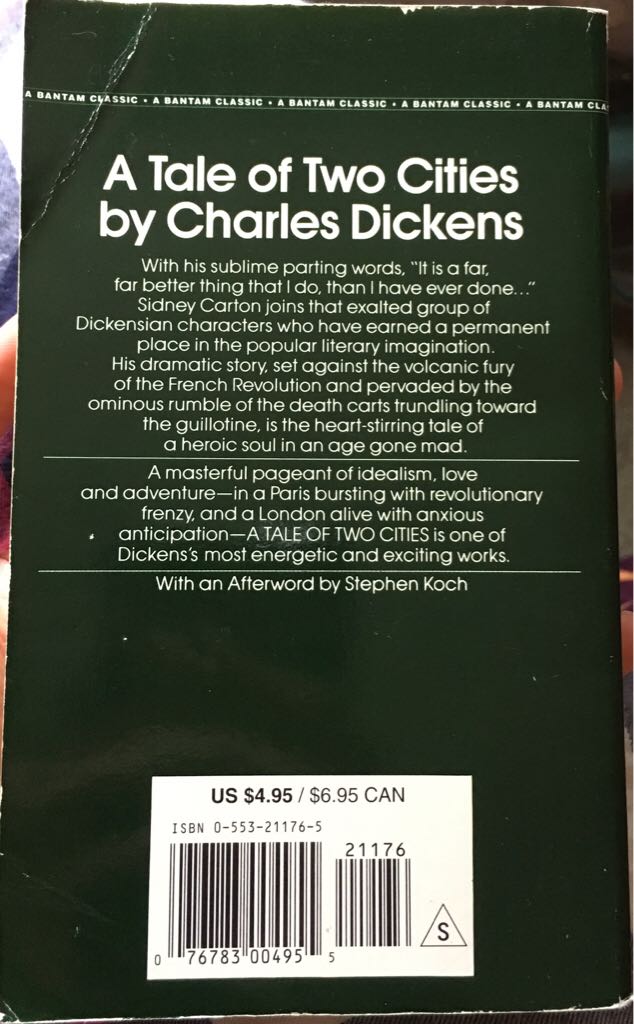 A BANTAM CLASSIC • A BANTAM CLASSIC • A BANTAM CLASSIC • A BANTAM CLASSIC • A BANTAM CLA
A Tale of Two Cities
by Charles Dickens
With his sublime parting words, "It is a far,
far better thing that I do, than I have ever done..."
Sidney Carton joins that exalted group of
Dickensian characters who have earned a permanent
place in the popular literary imagination.
His dramatic story, set against the volcanic fury
of the French Revolution and pervaded by the
ominous rumble of the death carts trundling toward
the guillotine, is the heart-stirring tale of
a heroic soul in an age gone mad.
A masterful pageant of idealism, love
and adventure—in a Paris bursting with revolutionary
frenzy, and a London alive with anxious
anticipation—A TALE OF TWO CITIES is one of
Dickens's most energetic and exciting works.
With an Afterword by Stephen Koch
US $4.95 / $6.95 CAN
ISBN 0-553-21176-5
21176
S
0 76783 00495 5